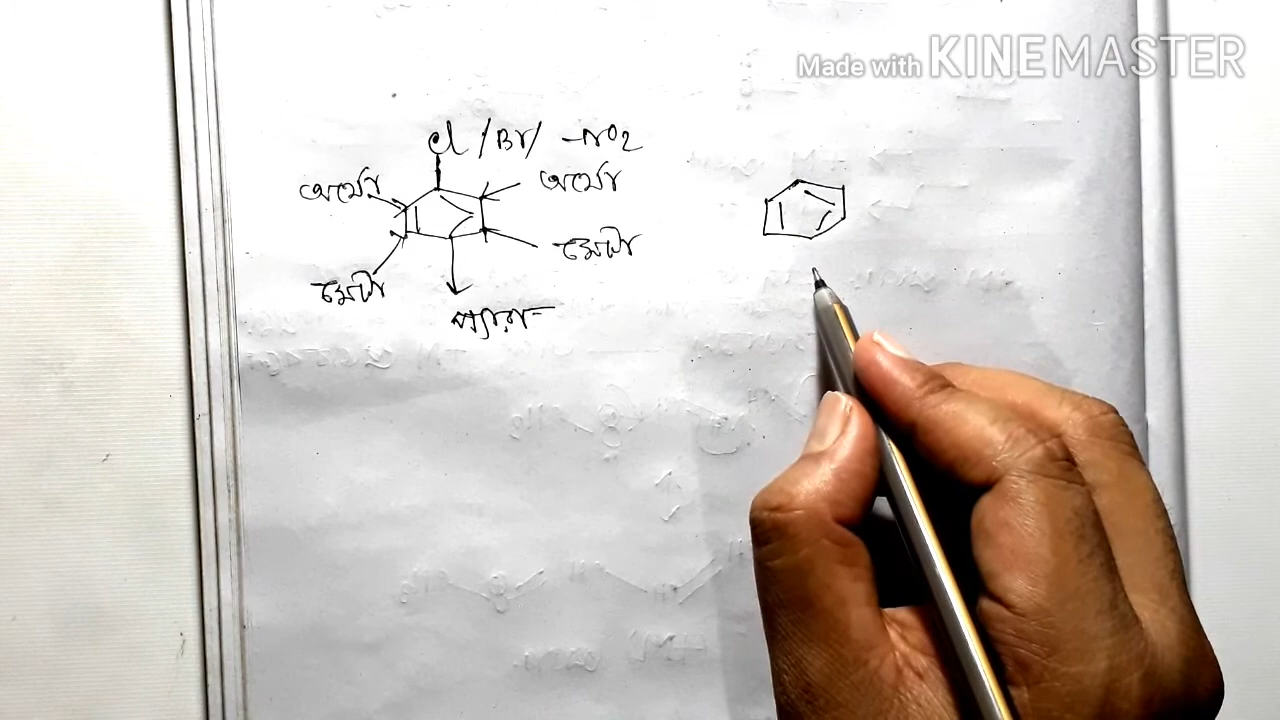 Made with KINEMASTER
Cl /Br/ -NO2
অর্থো অর্থো
মেটা
মেটা
প্যারা-